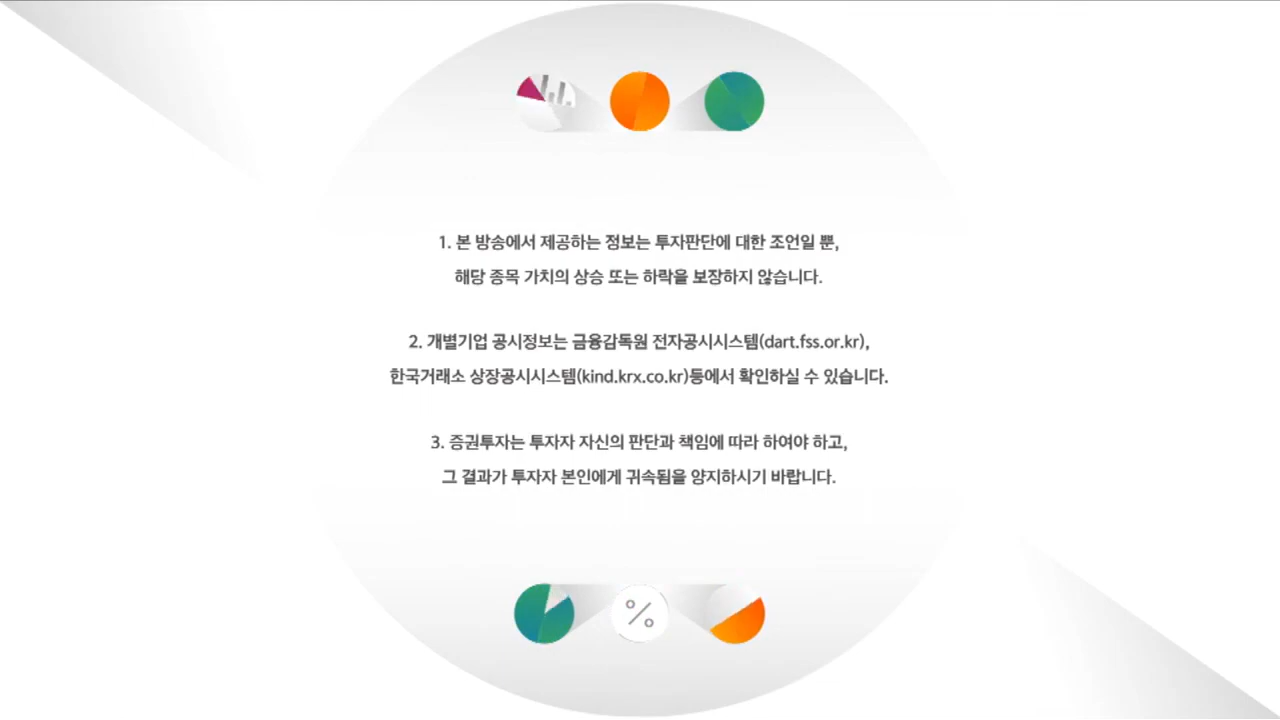 1. 본 방송에서 제공하는 정보는 투자판단에 대한 조언일 뿐,
해당 종목 가치의 상승 또는 하락을 보장하지 않습니다.
2. 개별기업 공시정보는 금융감독원 전자공시시스템(dart.fss.or.kr),
한국거래소 상장공시시스템(kind.krx.co.kr)등에서 확인하실 수 있습니다.
3. 증권투자는 투자자 자신의 판단과 책임에 따라 하여야 하고,
그 결과가 투자자 본인에게 귀속됨을 양지하시기 바랍니다.
%